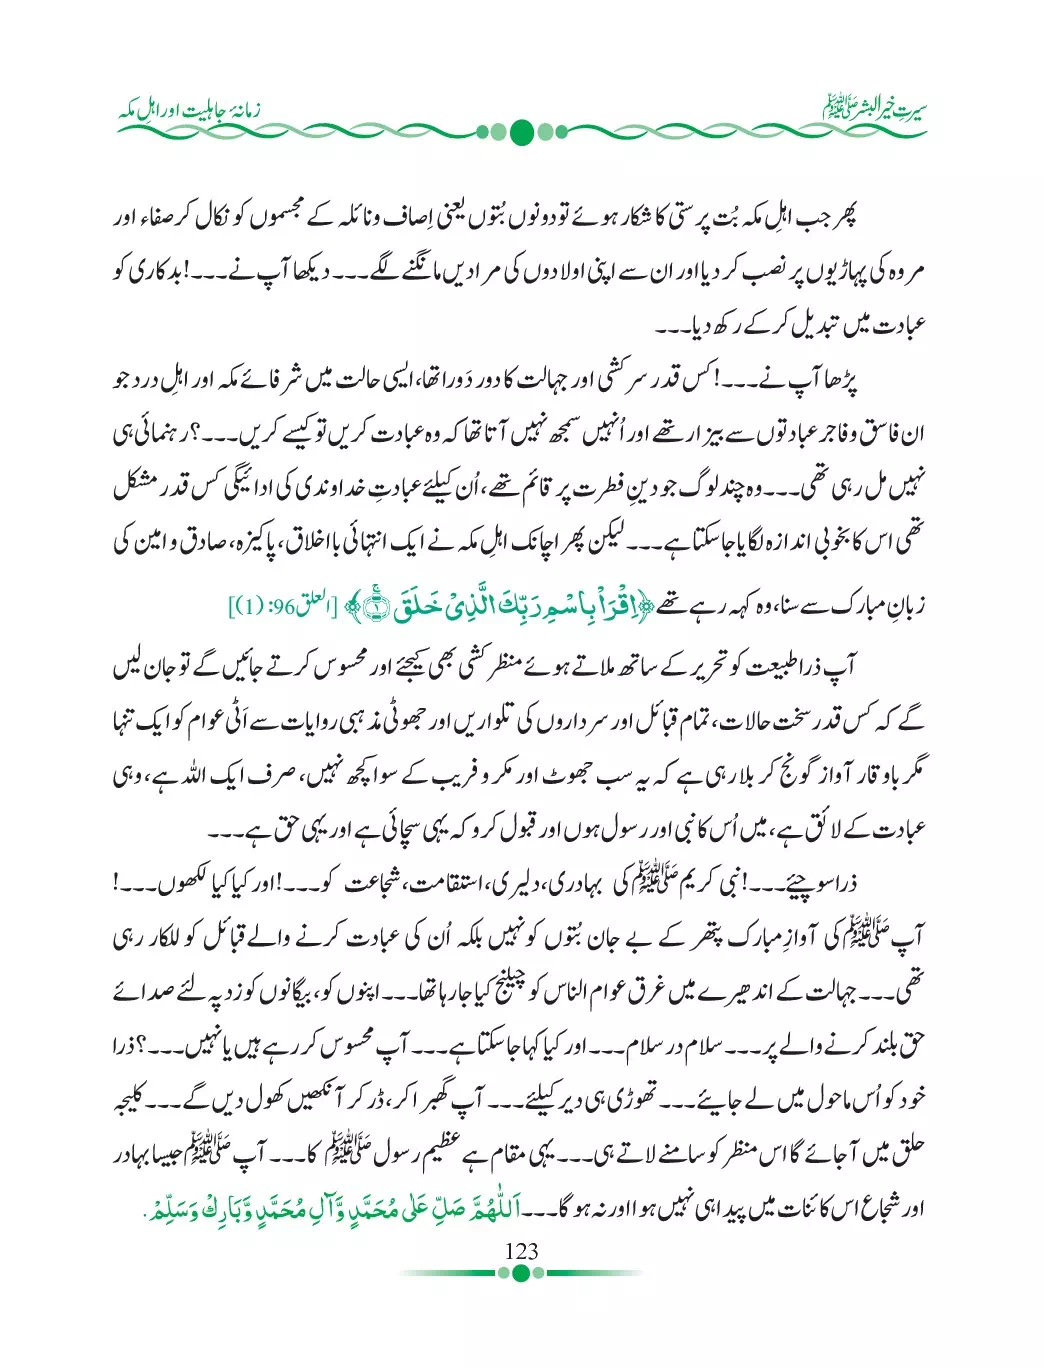 سیرتِ خیر البشر ﷺ
زمانۂ جاہلیت اور اہلِ مکہ
پھر جب اہلِ مکہ بُت پرستی کا شکار ہوئے تو دونوں بُتوں یعنی اِصاف ونائلہ کے مجسموں کو نکال کر صفاء اور
مروہ کی پہاڑیوں پر نصب کر دیا اور ان سے اپنی اولادوں کی مرادیں مانگنے لگے۔۔۔ دیکھا آپ نے۔۔۔! بدکاری کو
عبادت میں تبدیل کر کے رکھ دیا۔۔۔
پڑھا آپ نے۔۔۔! کس قدر سرکشی اور جہالت کا دور دَورا تھا، ایسی حالت میں شرفائے مکہ اور اہلِ درد جو
ان فاسق و فاجر عبادتوں سے بیزار تھے اور اُنہیں سمجھ نہیں آتا تھا کہ وہ عبادت کریں تو کیسے کریں۔۔۔؟ رہنمائی ہی
نہیں مل رہی تھی۔۔۔ وہ چند لوگ جو دینِ فطرت پر قائم تھے، اُن کیلئے عبادتِ خداوندی کی ادائیگی کس قدر مشکل
تھی اس کا بخوبی اندازہ لگایا جاسکتا ہے۔۔۔ لیکن پھر اچانک اہلِ مکہ نے ایک انتہائی بااخلاق، پاکیزہ، صادق و امین کی
زبانِ مبارک سے سنا، وہ کہہ رہے تھے ﴿اِقْرَاْ بِاسْمِ رَبِّكَ الَّذِیْ خَلَقَ ۚ۝۱﴾ [العلق96: (1)]
آپ ذرا طبیعت کو تحریر کے ساتھ ملاتے ہوئے منظر کشی بھی کیجئے اور محسوس کرتے جائیں گے تو جان لیں
گے کہ کس قدر سخت حالات، تمام قبائل اور سرداروں کی تلواریں اور جھوٹی مذہبی روایات سے اَٹی عوام کو ایک تنہا
مگر باوقار آواز گونج کر بلا رہی ہے کہ یہ سب جھوٹ اور مکر و فریب کے سوا کچھ نہیں، صرف ایک اللہ ہے، وہی
عبادت کے لائق ہے، میں اُس کا نبی اور رسول ہوں اور قبول کرو کہ یہی سچائی ہے اور یہی حق ہے۔۔۔
ذرا سوچیئے۔۔۔! نبی کریم ﷺ کی بہادری، دلیری، استقامت، شجاعت کو۔۔۔! اور کیا کیا لکھوں۔۔۔!
آپ ﷺ کی آوازِ مبارک پتھر کے بے جان بُتوں کو نہیں بلکہ اُن کی عبادت کرنے والے قبائل کو للکار رہی
تھی۔۔۔ جہالت کے اندھیرے میں غرق عوام الناس کو چیلنج کیا جا رہا تھا۔۔۔ اپنوں کو، بیگانوں کو زد پہ لئے صدائے
حق بلند کرنے والے پر۔۔۔ سلام در سلام۔۔۔ اور کیا کہا جاسکتا ہے۔۔۔ آپ محسوس کر رہے ہیں یا نہیں۔۔۔؟ ذرا
خود کو اُس ماحول میں لے جایئے۔۔۔ تھوڑی ہی دیر کیلئے۔۔۔ آپ گھبرا کر، ڈر کر آنکھیں کھول دیں گے۔۔۔ کلیجہ
حلق میں آجائے گا اس منظر کو سامنے لاتے ہی۔۔۔ یہی مقام ہے عظیم رسول ﷺ کا۔۔۔ آپ ﷺ جیسا بہادر
اور شجاع اس کائنات میں پیدا ہی نہیں ہوا اور نہ ہو گا۔۔۔ اَللّٰهُمَّ صَلِّ عَلٰى مُحَمَّدٍ وَّآلِ مُحَمَّدٍ وَّبَارِكْ وَسَلِّمْ.
123